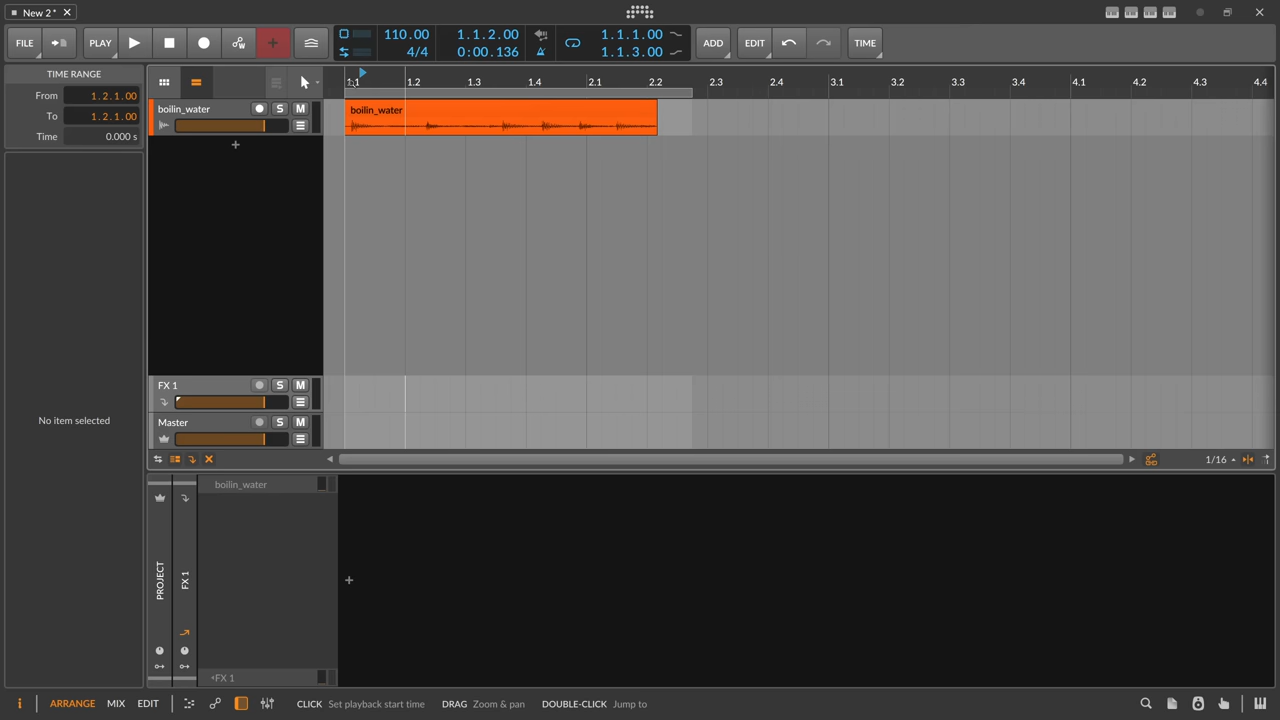 New 2*
FILE
PLAY
110.00
4/4
1.1.2.00
0:00.136
1.1.1.00
1.1.3.00
ADD
EDIT
TIME
TIME RANGE
From 1.2.1.00
To 1.2.1.00
Time 0.000 s
No item selected
1.1 1.2 1.3 1.4 2.1 2.2 2.3 2.4 3.1 3.2 3.3 3.4 4.1 4.2 4.3 4.4
boilin_water S M
boilin_water
FX 1 S M
Master S M
1/16
PROJECT
FX 1
boilin_water
FX 1
i ARRANGE MIX EDIT
CLICK Set playback start time DRAG Zoom & pan DOUBLE-CLICK Jump to